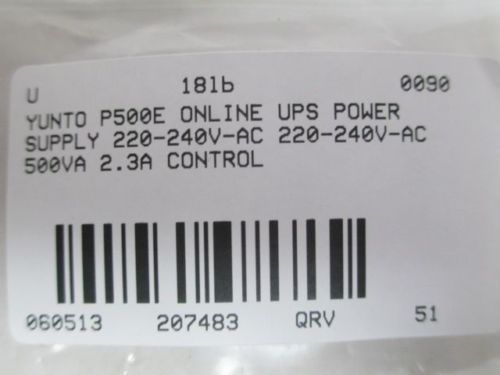 U 18lb 0090
YUNTO P500E ONLINE UPS POWER
SUPPLY 220-240V-AC 220-240V-AC
500VA 2.3A CONTROL
060513 207483 QRV 51